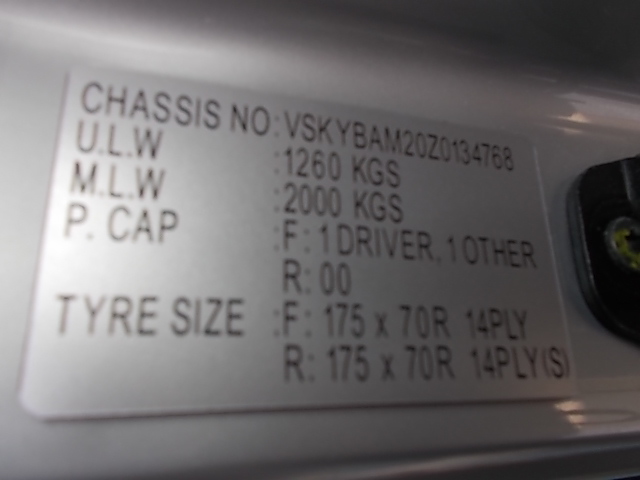 CHASSIS NO: VSKYBAM20Z0134768
U.L.W :1260 KGS
M.L.W :2000 KGS
P. CAP :F: 1 DRIVER, 1 OTHER
R: 00
TYRE SIZE :F: 175 x 70R 14PLY
R: 175 x 70R 14PLY(S)